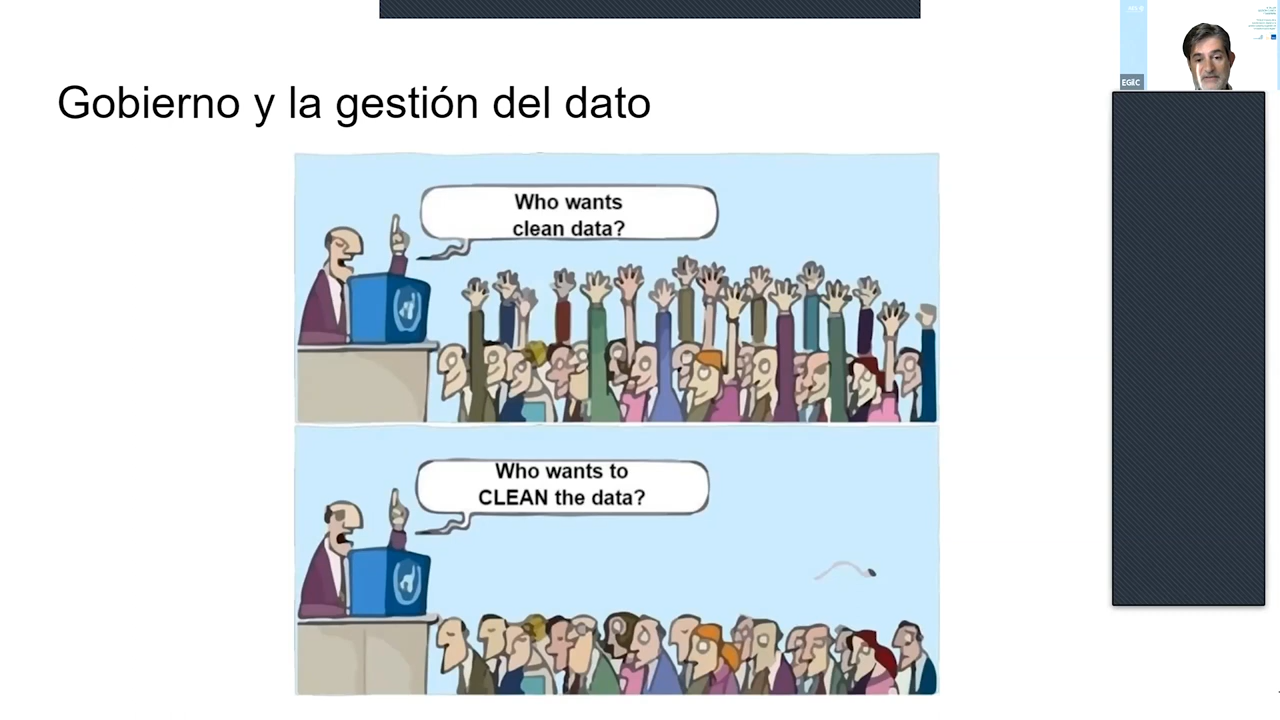 Gobierno y la gestión del dato
Who wants
clean data?
Who wants to
CLEAN the data?
EGEC